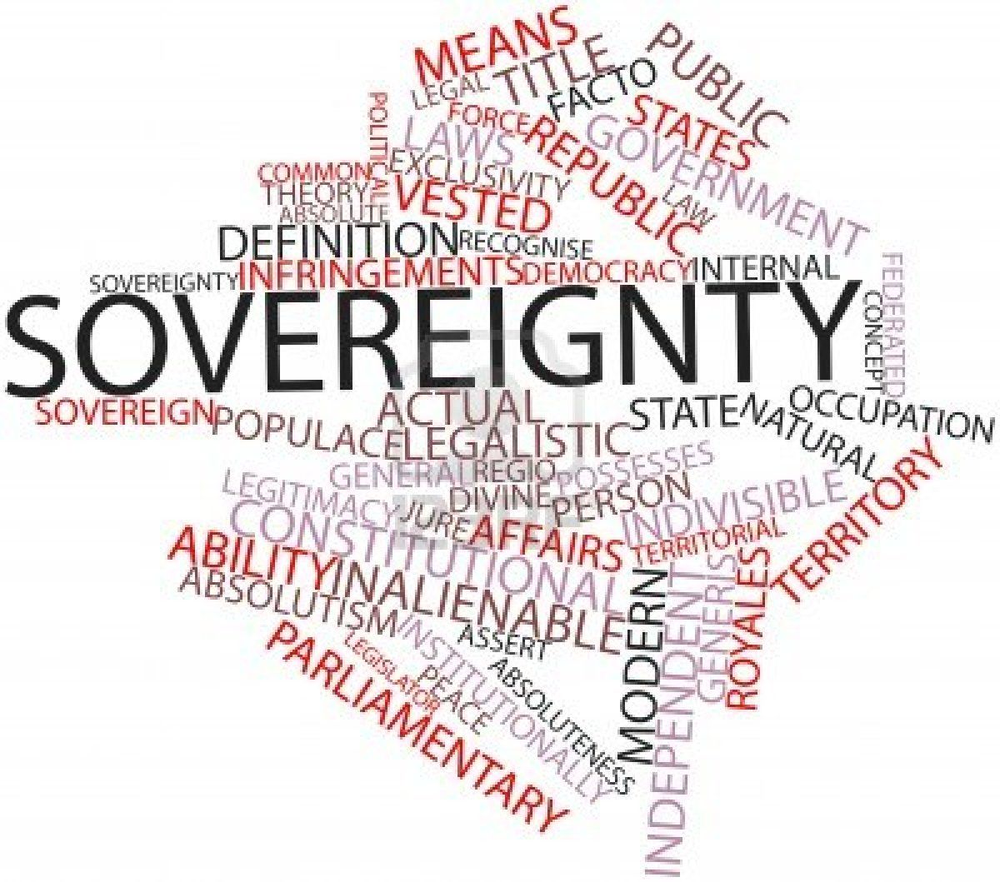 MEANS
TITLE
PUBLIC
LEGAL
FACTO
POLITICAL
FORCE
STATES
LAWS
REPUBLIC
GOVERNMENT
EXCLUSIVITY
COMMON
THEORY
VESTED
LAW
ABSOLUTE
DEFINITION
RECOGNISE
SOVEREIGNTY
INFRINGEMENTS
DEMOCRACY
INTERNAL
FEDERATED
CONCEPT
SOVEREIGNTY
SOVEREIGN
POPULACE
ACTUAL
LEGALISTIC
STATE
NATURAL
OCCUPATION
GENERAL
REGIO
POSSESSES
LEGITIMACY
JURE
DIVINE
PERSON
INDIVISIBLE
TERRITORY
CONSTITUTIONAL
AFFAIRS
TERRITORIAL
ABILITY
INALIENABLE
ABSOLUTISM
MODERN
INDEPENDENT
GENERIS
ROYALES
INSTITUTIONALLY
ASSERT
PARLIAMENTARY
LEGISLATOR
PEACE
ABSOLUTENESS